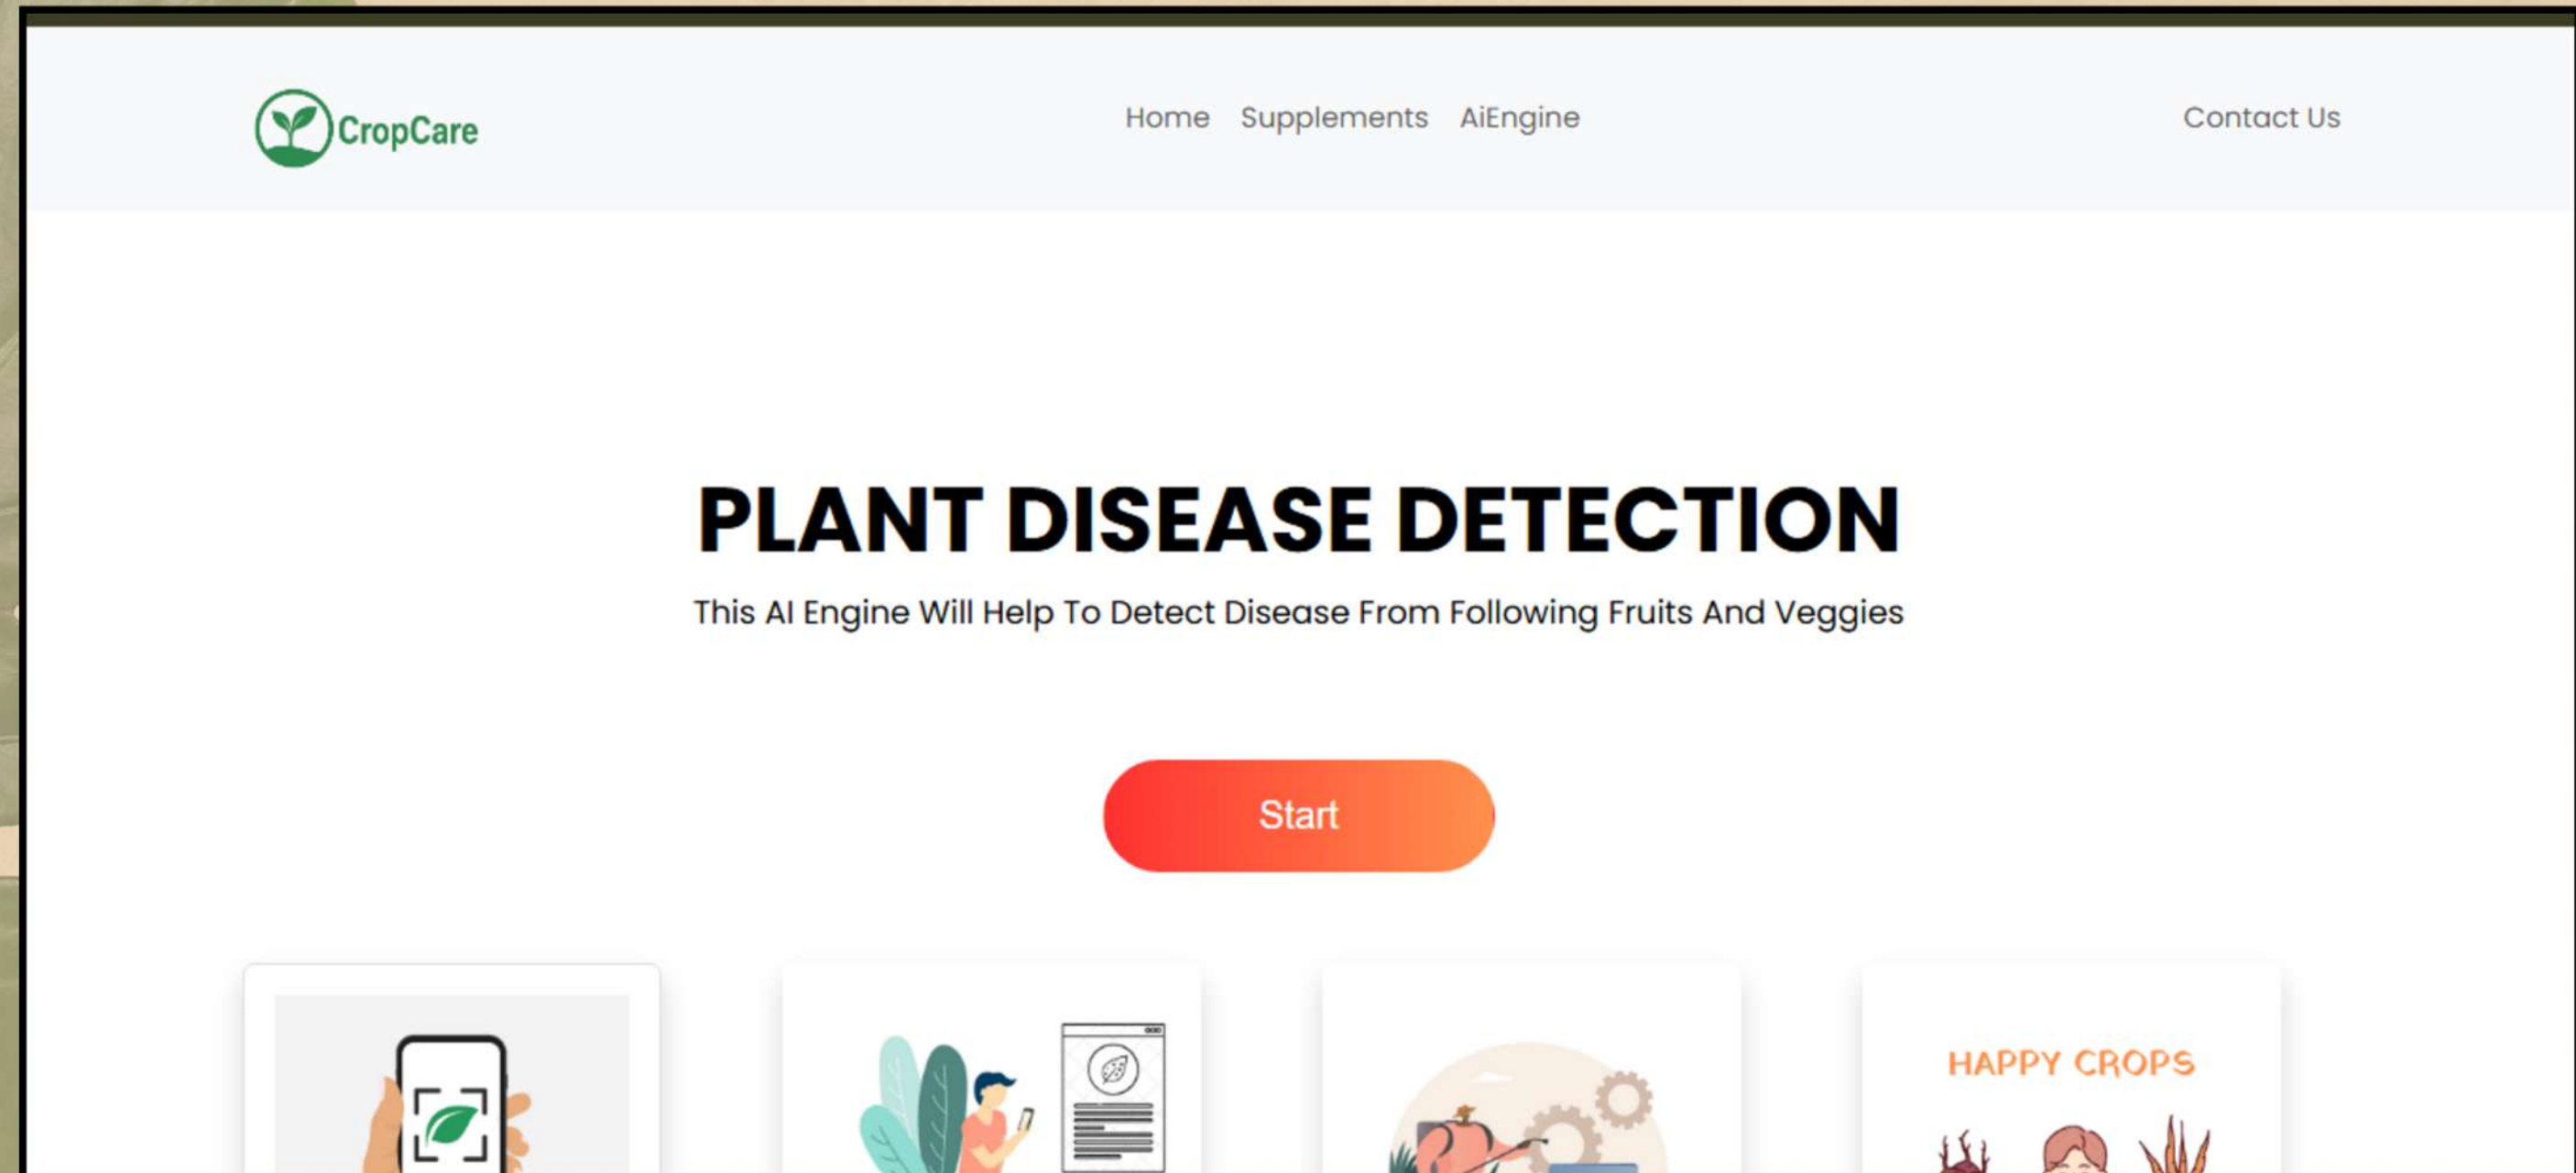 CropCare
Home Supplements AiEngine
Contact Us
PLANT DISEASE DETECTION
This AI Engine Will Help To Detect Disease From Following Fruits And Veggies
Start
HAPPY CROPS